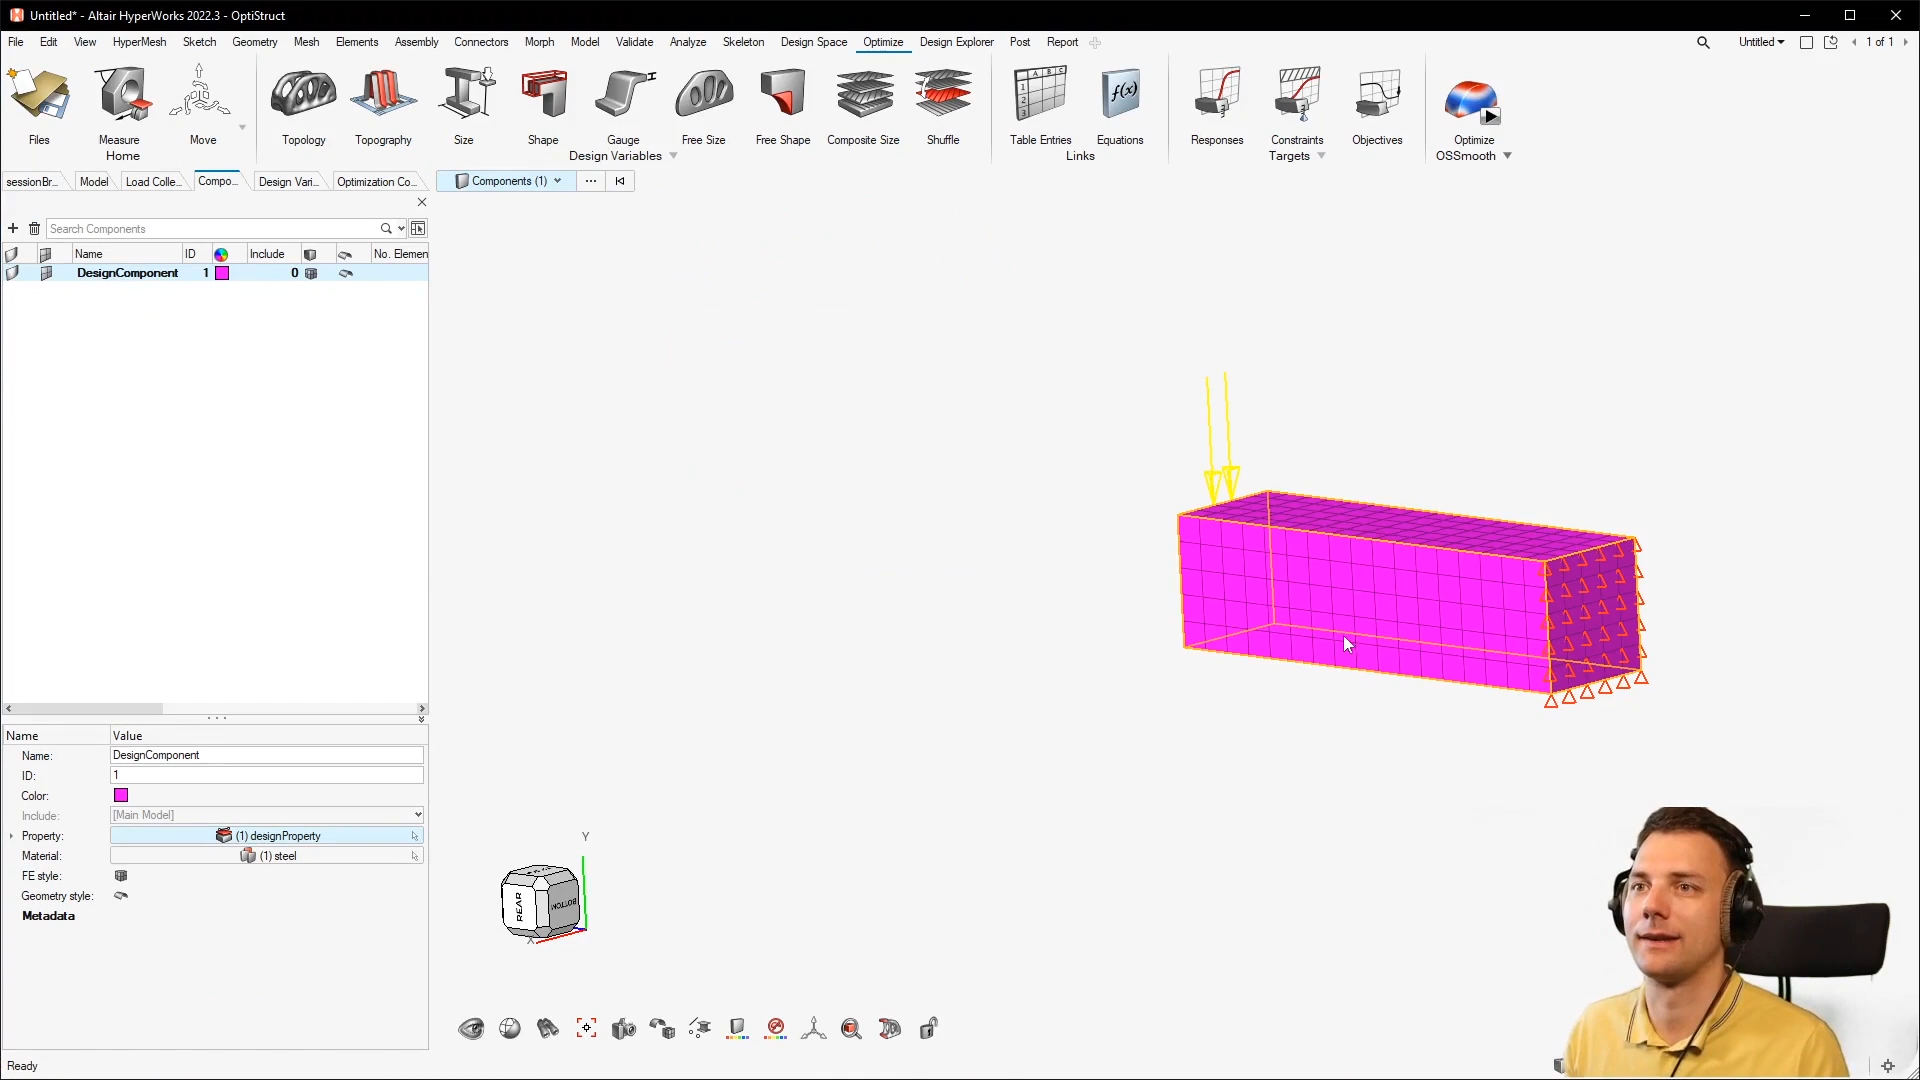 Untitled* - Altair HyperWorks 2022.3 - OptiStruct
File Edit View HyperMesh Sketch Geometry Mesh Elements Assembly Connectors Morph Model Validate Analyze Skeleton Design Space Optimize Design Explorer Post Report Untitled 1 of 1
Files Measure Move Topology Topography Size Shape Gauge Free Size Free Shape Composite Size Shuffle Table Entries Equations Responses Constraints Objectives Optimize
Home Design Variables Links Targets OSSmooth
sessionBr... Model Load Colle... Compo... Design Vari... Optimization Co... Components (1) ...
Search Components
Name ID Include No. Elemen
DesignComponent 1 0
Name Value
Name: DesignComponent
ID: 1
Color:
Include: [Main Model]
Property: (1) designProperty
Material: (1) steel
FE style:
Geometry style:
Metadata
Y
REAR BOTTOM
X
Ready